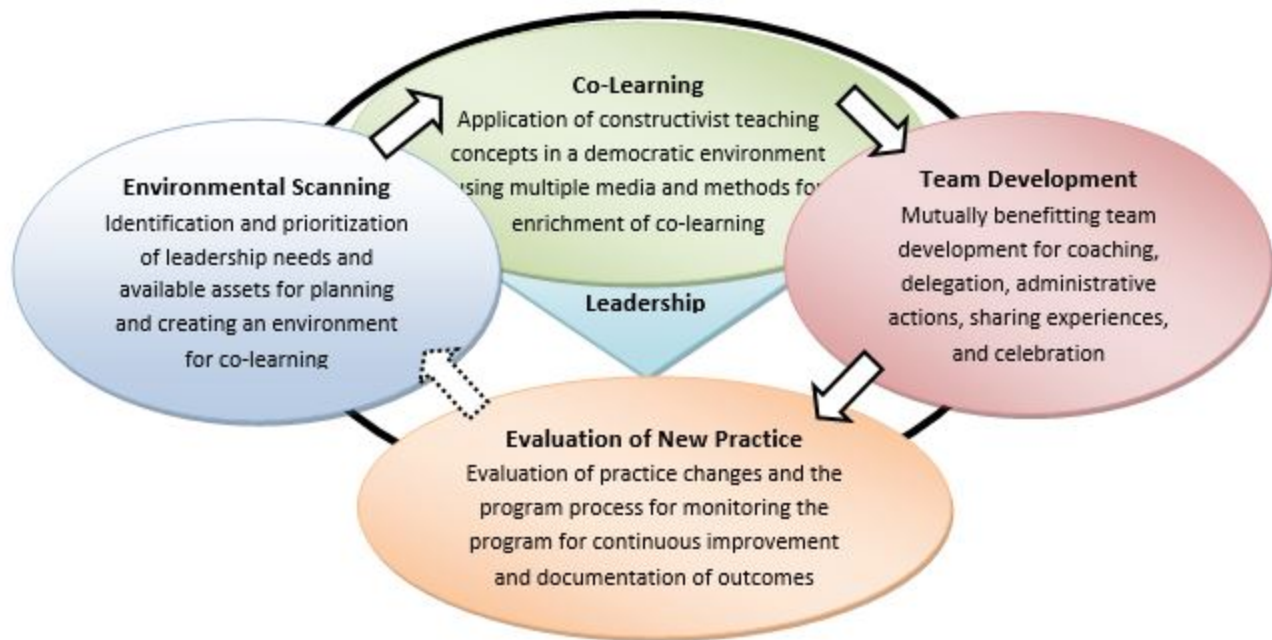 Co-Learning
Application of constructivist teaching
concepts in a democratic environment
using multiple media and methods for
enrichment of co-learning
Environmental Scanning
Identification and prioritization
of leadership needs and
available assets for planning
and creating an environment
for co-learning
Team Development
Mutually benefitting team
development for coaching,
delegation, administrative
actions, sharing experiences,
and celebration
Leadership
Evaluation of New Practice
Evaluation of practice changes and the
program process for monitoring the
program for continuous improvement
and documentation of outcomes